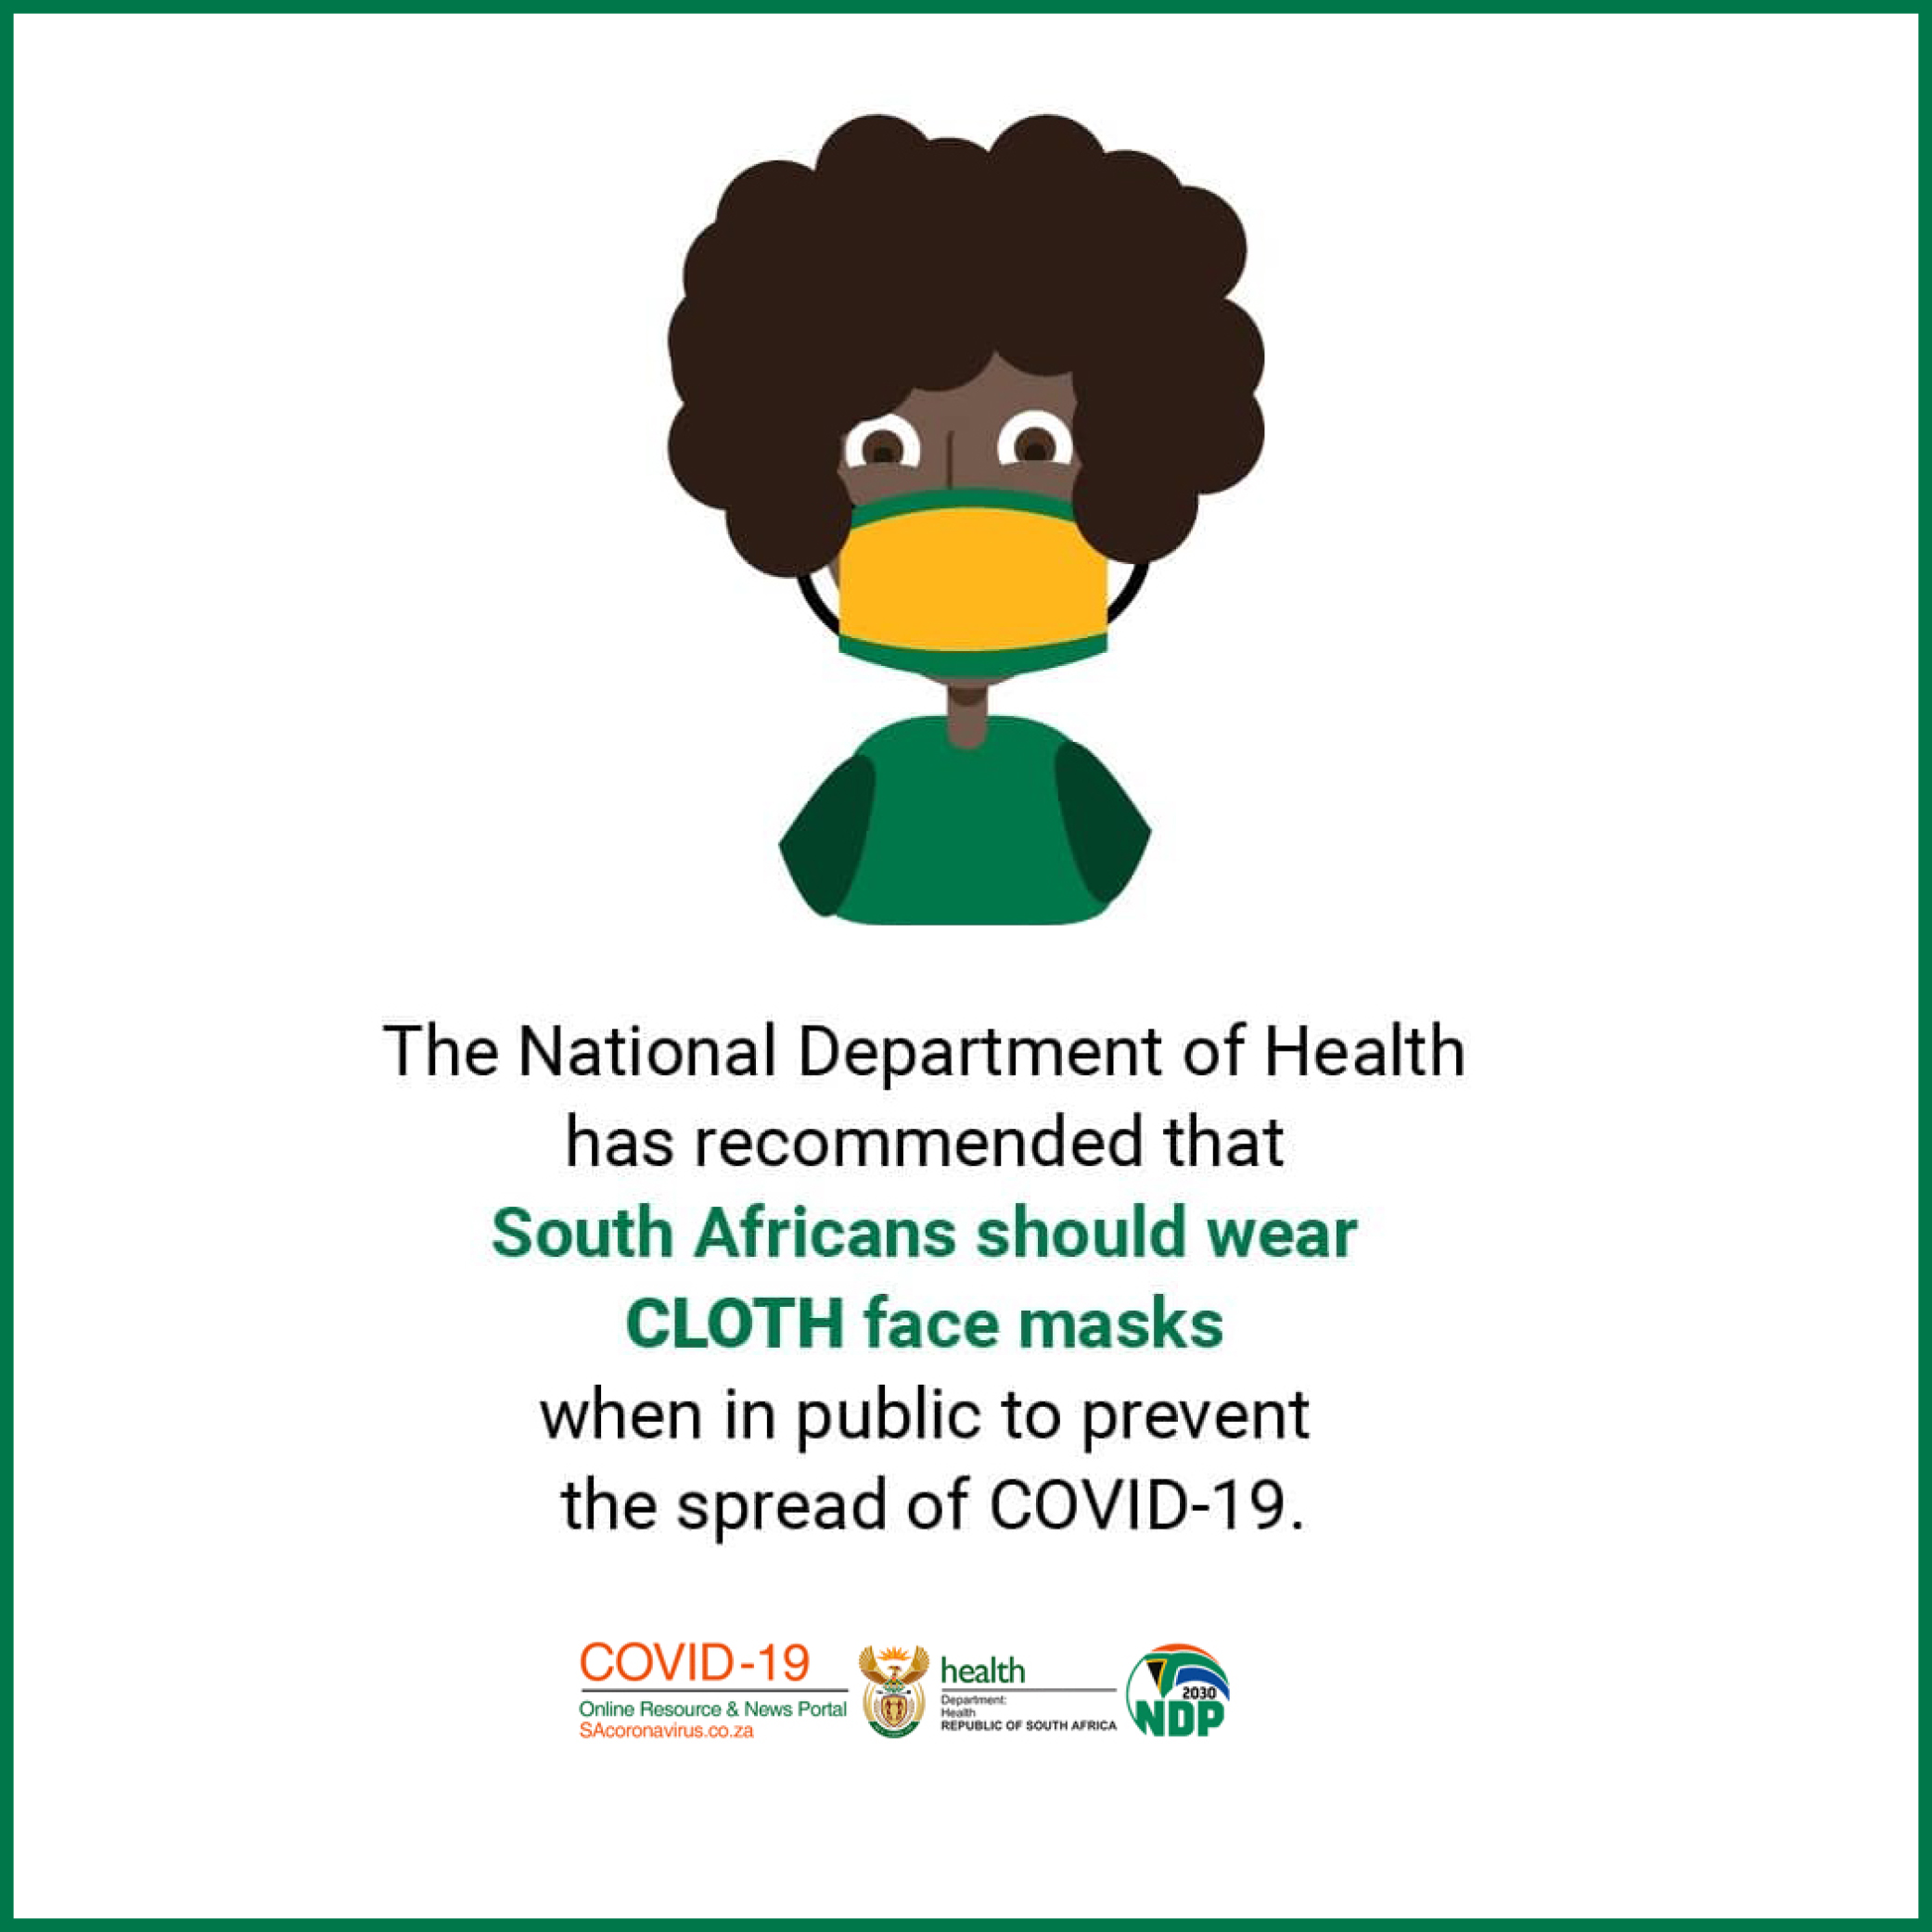 The National Department of Health
has recommended that
South Africans should wear
CLOTH face masks
when in public to prevent
the spread of COVID-19.
COVID-19
Online Resource & News Portal
SAcoronavirus.co.za
health
Department:
Health
REPUBLIC OF SOUTH AFRICA
2030
NDP